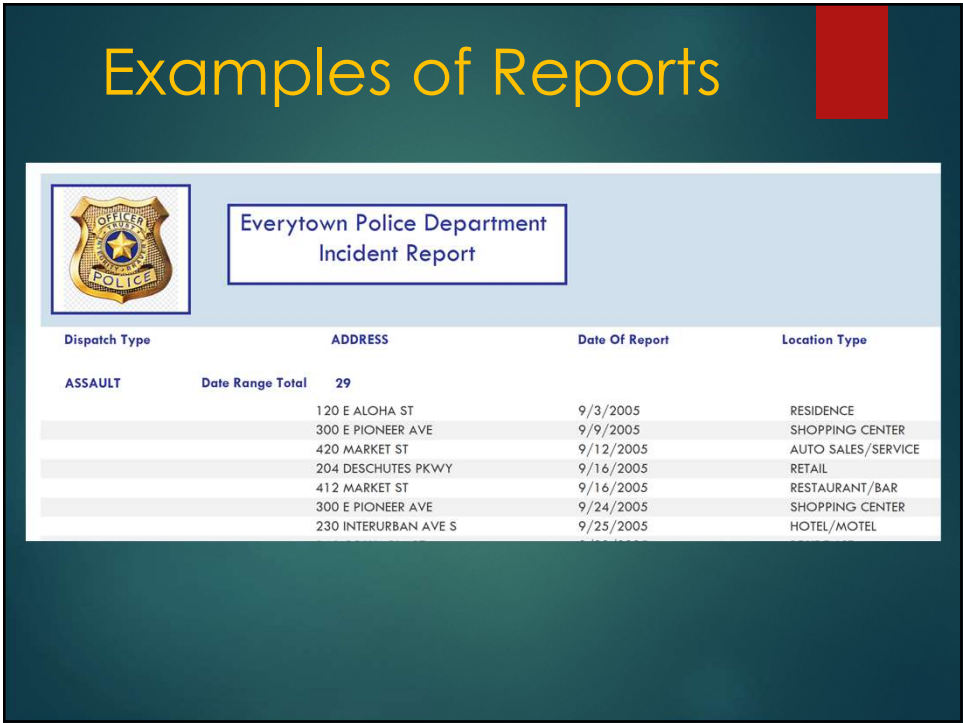 Examples of Reports
OFFICER
TRUST
POLICE
Everytown Police Department
Incident Report
Dispatch Type ADDRESS Date Of Report Location Type
ASSAULT Date Range Total 29
120 E ALOHA ST 9/3/2005 RESIDENCE
300 E PIONEER AVE 9/9/2005 SHOPPING CENTER
420 MARKET ST 9/12/2005 AUTO SALES/SERVICE
204 DESCHUTES PKWY 9/16/2005 RETAIL
412 MARKET ST 9/16/2005 RESTAURANT/BAR
300 E PIONEER AVE 9/24/2005 SHOPPING CENTER
230 INTERURBAN AVE S 9/25/2005 HOTEL/MOTEL